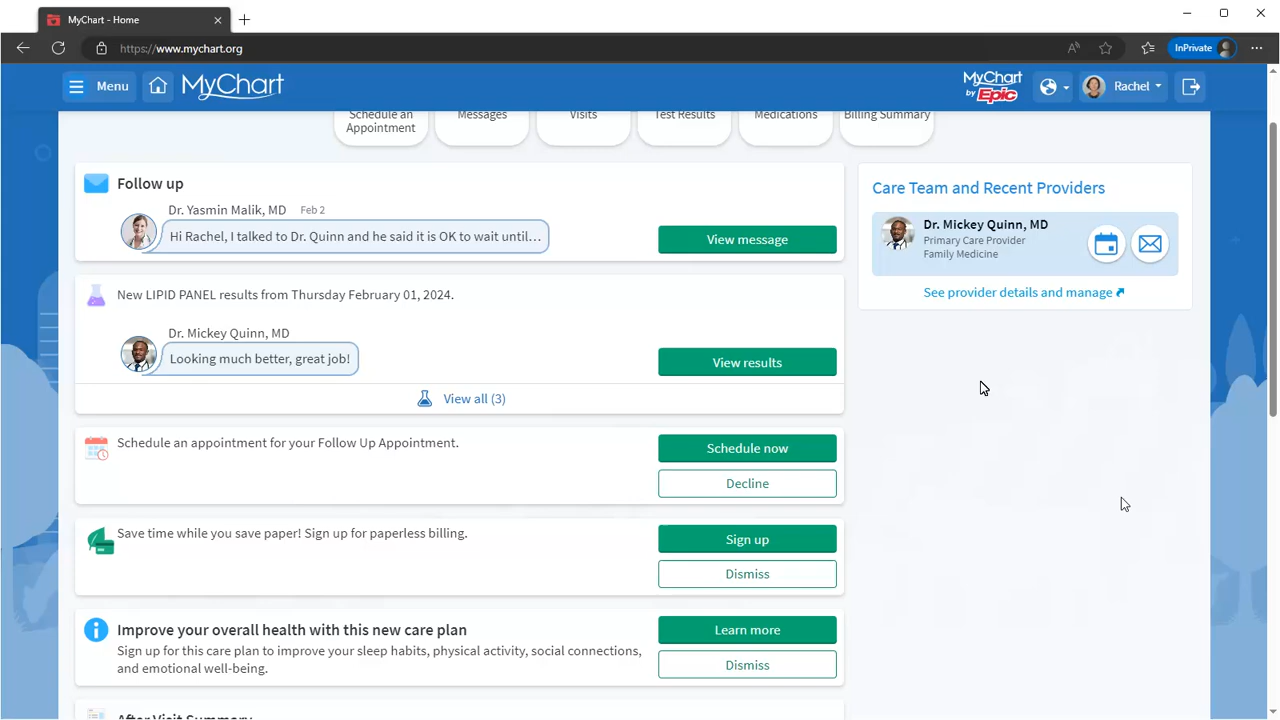 MyChart - Home
https://www.mychart.org
InPrivate
Menu
MyChart
MyChart
by Epic
Rachel
Schedule an
Appointment
Messages
Visits
Test Results
Medications
Billing Summary
Follow up
Dr. Yasmin Malik, MD Feb 2
Hi Rachel, I talked to Dr. Quinn and he said it is OK to wait until...
View message
New LIPID PANEL results from Thursday February 01, 2024.
Dr. Mickey Quinn, MD
Looking much better, great job!
View results
View all (3)
Schedule an appointment for your Follow Up Appointment.
Schedule now
Decline
Save time while you save paper! Sign up for paperless billing.
Sign up
Dismiss
Improve your overall health with this new care plan
Sign up for this care plan to improve your sleep habits, physical activity, social connections,
and emotional well-being.
Learn more
Dismiss
After Visit Summary
Care Team and Recent Providers
Dr. Mickey Quinn, MD
Primary Care Provider
Family Medicine
See provider details and manage